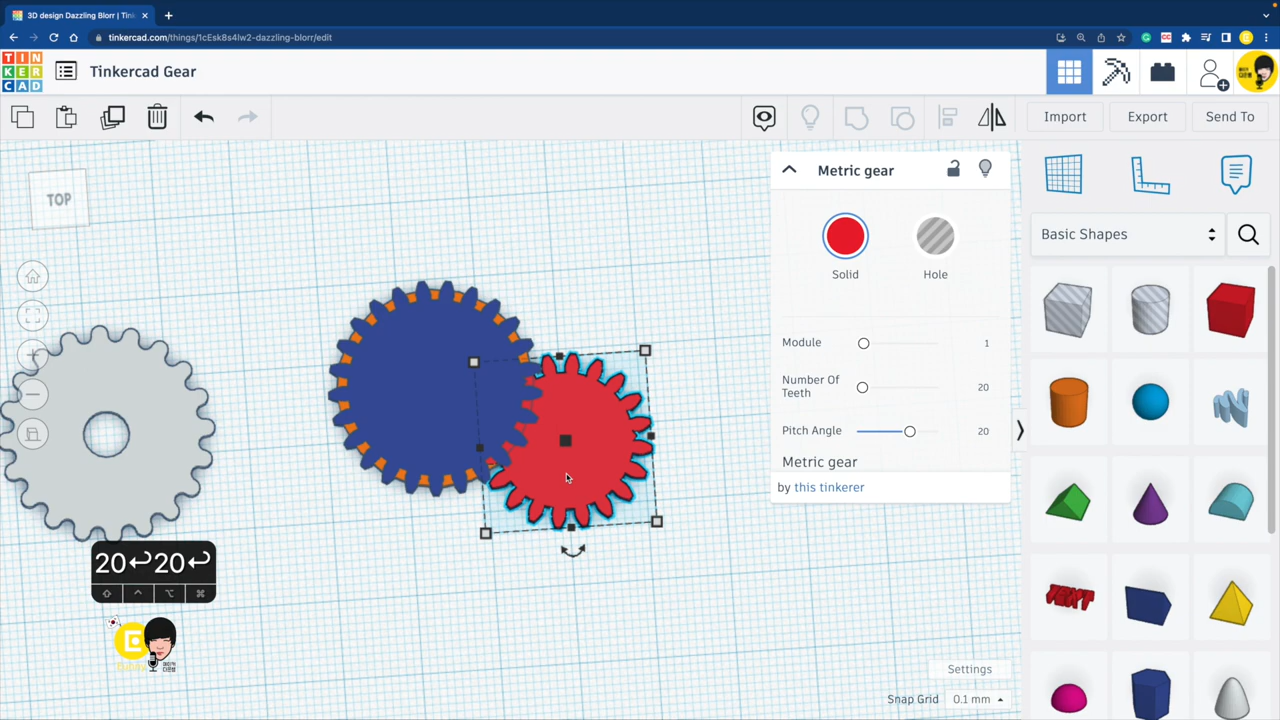 3D design Dazzling Blorr | Tink
tinkercad.com/things/1cEsk8s4lw2-dazzling-blorr/edit
TIN
KER
CAD
Tinkercad Gear
Import
Export
Send To
TOP
Metric gear
Solid
Hole
Module
1
Number Of
Teeth
20
Pitch Angle
20
Metric gear
by this tinkerer
Basic Shapes
TEXT
20↩20↩
Settings
Snap Grid
0.1 mm